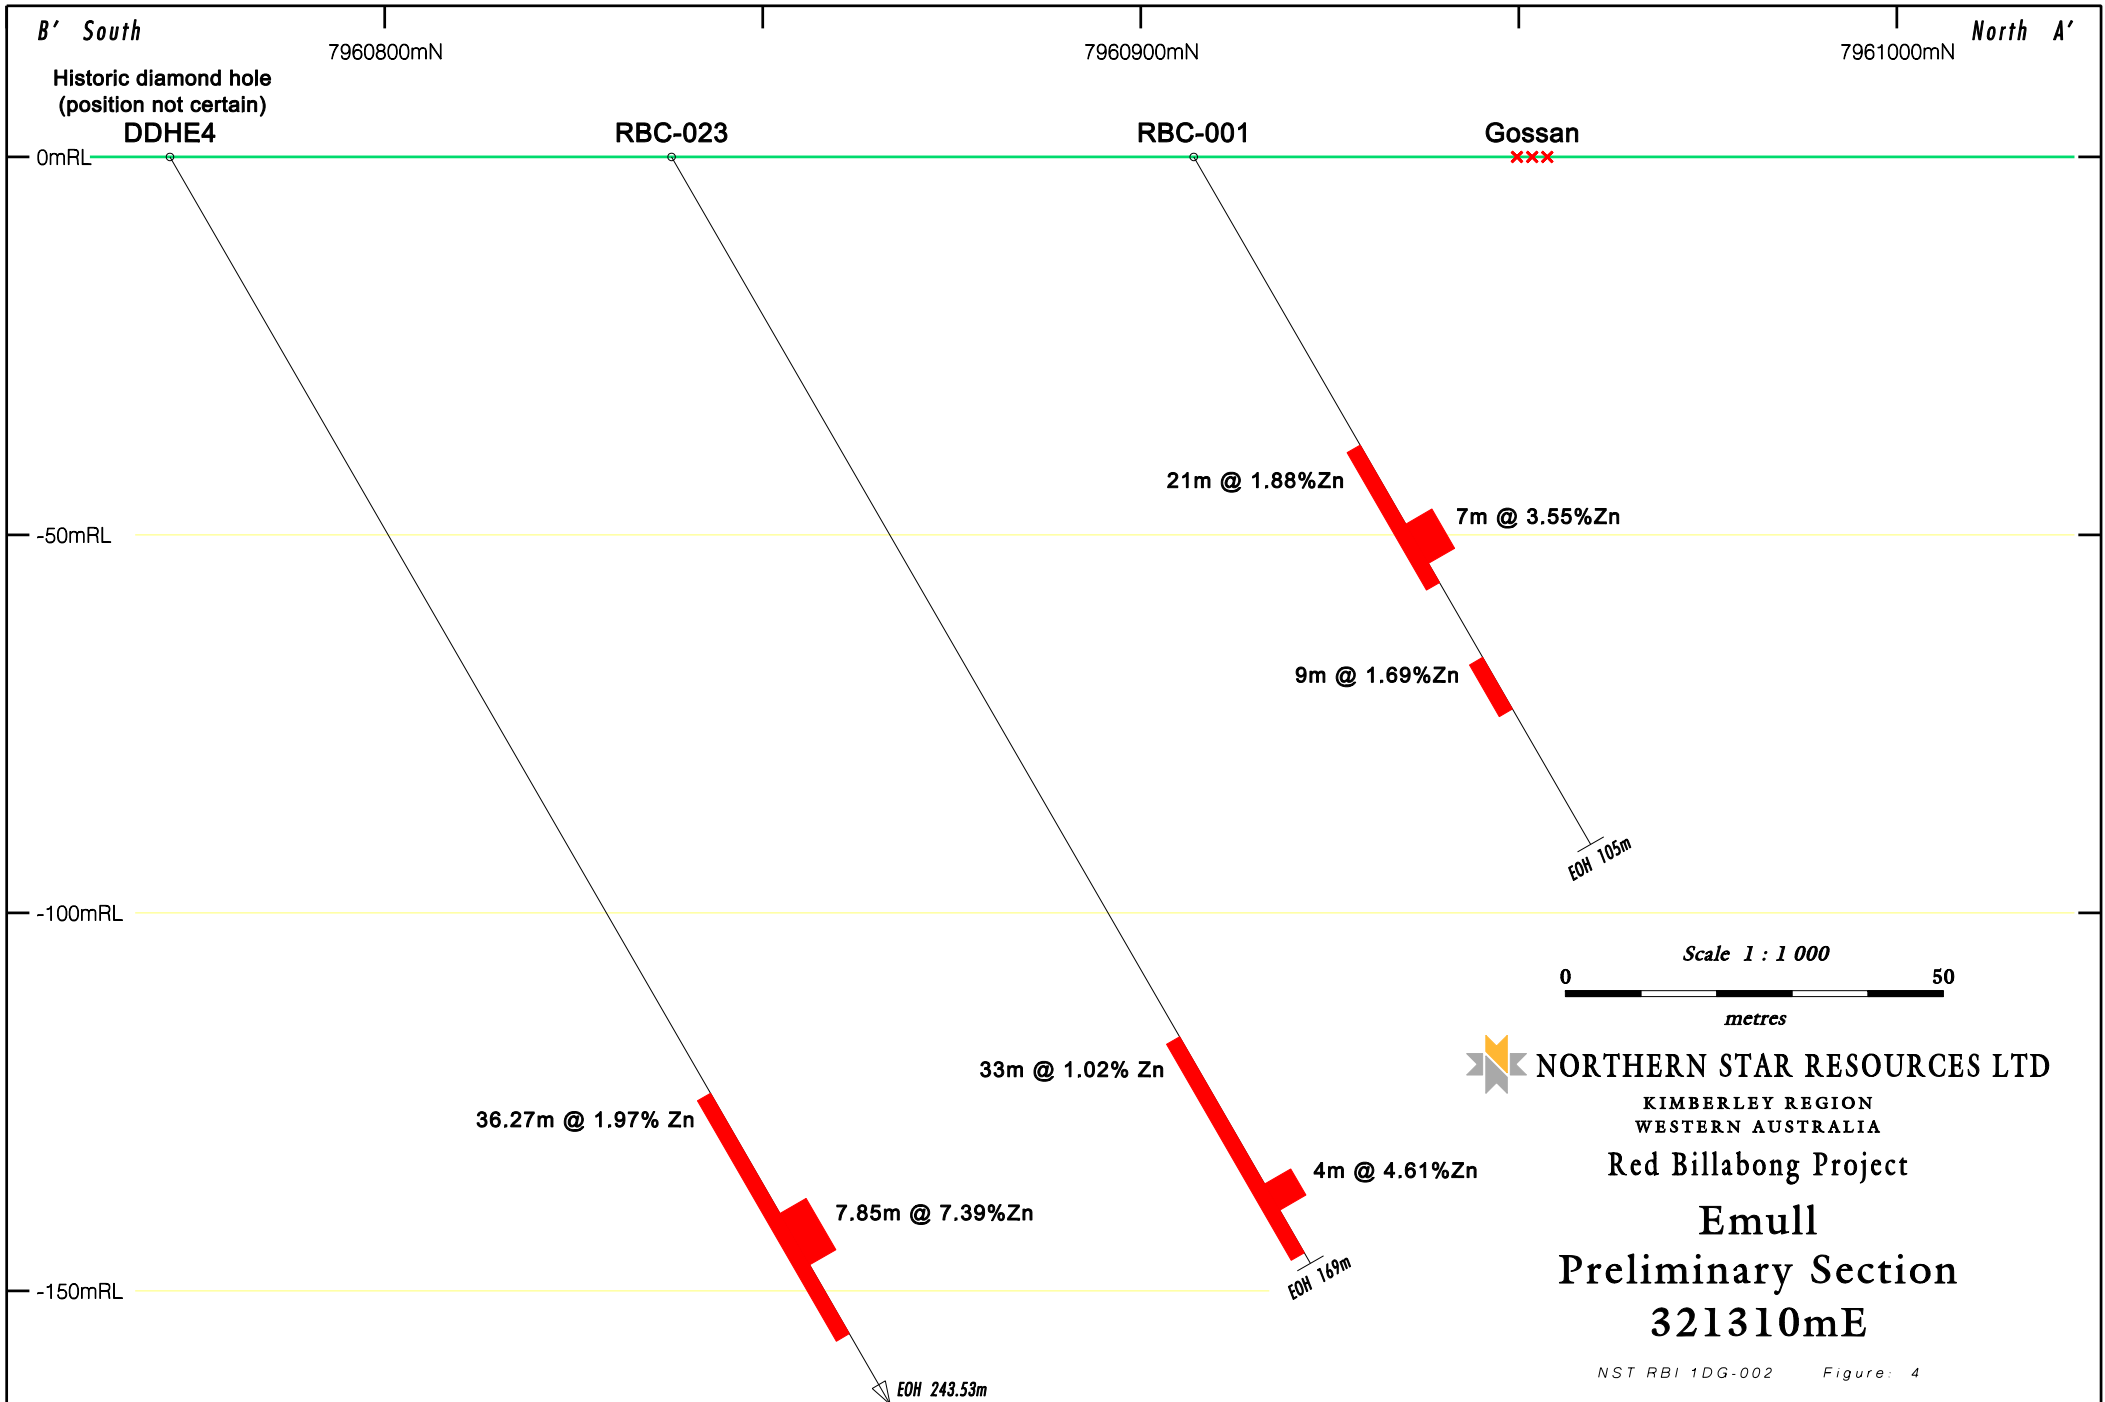 B' South
North A'
7960800mN
7960900mN
7961000mN
Historic diamond hole
(position not certain)
DDHE4
RBC-023
RBC-001
Gossan
0mRL
21m @ 1.88%Zn
7m @ 3.55%Zn
-50mRL
9m @ 1.69%Zn
EOH 105m
-100mRL
Scale 1 : 1 000
0 50
metres
33m @ 1.02% Zn
NORTHERN STAR RESOURCES LTD
KIMBERLEY REGION
WESTERN AUSTRALIA
36.27m @ 1.97% Zn
Red Billabong Project
4m @ 4.61%Zn
7.85m @ 7.39%Zn
Emull
Preliminary Section
321310mE
EOH 169m
-150mRL
NST RBI 1DG-002 Figure: 4
EOH 243.53m